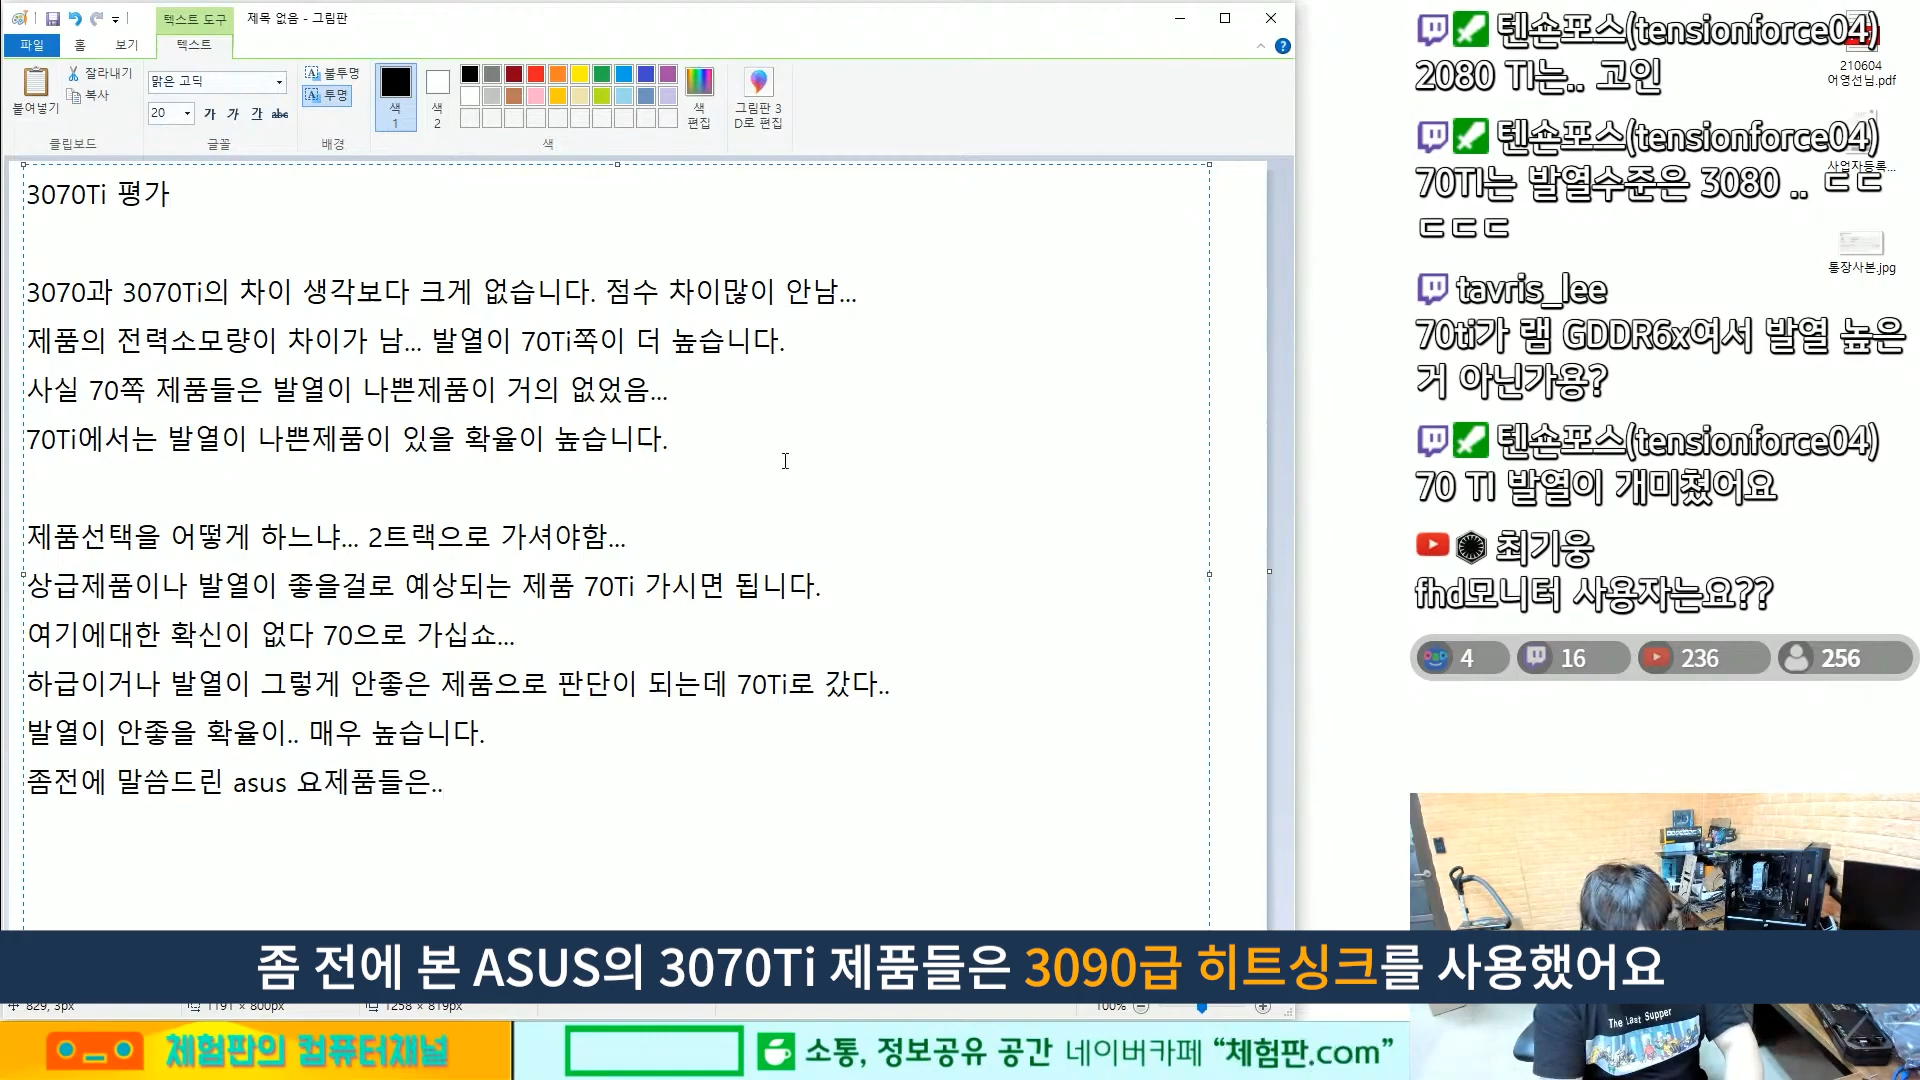 텍스트 도구
제목 없음 - 그림판
파일
홈
보기
텍스트
붙여넣기
잘라내기
복사
클립보드
맑은 고딕
20
가 가 가 abc
글꼴
불투명
투명
배경
색
1
색
2
색
편집
색
그림판 3
D로 편집
3070Ti 평가
3070과 3070Ti의 차이 생각보다 크게 없습니다. 점수 차이많이 안남...
제품의 전력소모량이 차이가 남... 발열이 70Ti쪽이 더 높습니다.
사실 70쪽 제품들은 발열이 나쁜제품이 거의 없었음...
70Ti에서는 발열이 나쁜제품이 있을 확율이 높습니다.
제품선택을 어떻게 하느냐... 2트랙으로 가셔야함...
상급제품이나 발열이 좋을걸로 예상되는 제품 70Ti 가시면 됩니다.
여기에대한 확신이 없다 70으로 가십쇼...
하급이거나 발열이 그렇게 안좋은 제품으로 판단이 되는데 70Ti로 갔다..
발열이 안좋을 확율이.. 매우 높습니다.
좀전에 말씀드린 asus 요제품들은..
텐숀포스(tensionforce04)
2080 TI는.. 고인
텐숀포스(tensionforce04)
70TI는 발열수준은 3080 .. ㄷㄷ
ㄷㄷㄷ
tavris_lee
70ti가 램 GDDR6x여서 발열 높은
거 아닌가용?
텐숀포스(tensionforce04)
70 TI 발열이 개미쳤어요
최기웅
fhd모니터 사용자는요??
4
16
236
256
210604
어영선님.pdf
사업자등록...
통장사본.jpg
The Last Supper
좀 전에 본 ASUS의 3070Ti 제품들은 3090급 히트싱크를 사용했어요
829, 3px
1191 × 800px
1258 × 819px
100%
체험판의 컴퓨터채널
소통, 정보공유 공간 네이버카페 “체험판.com”